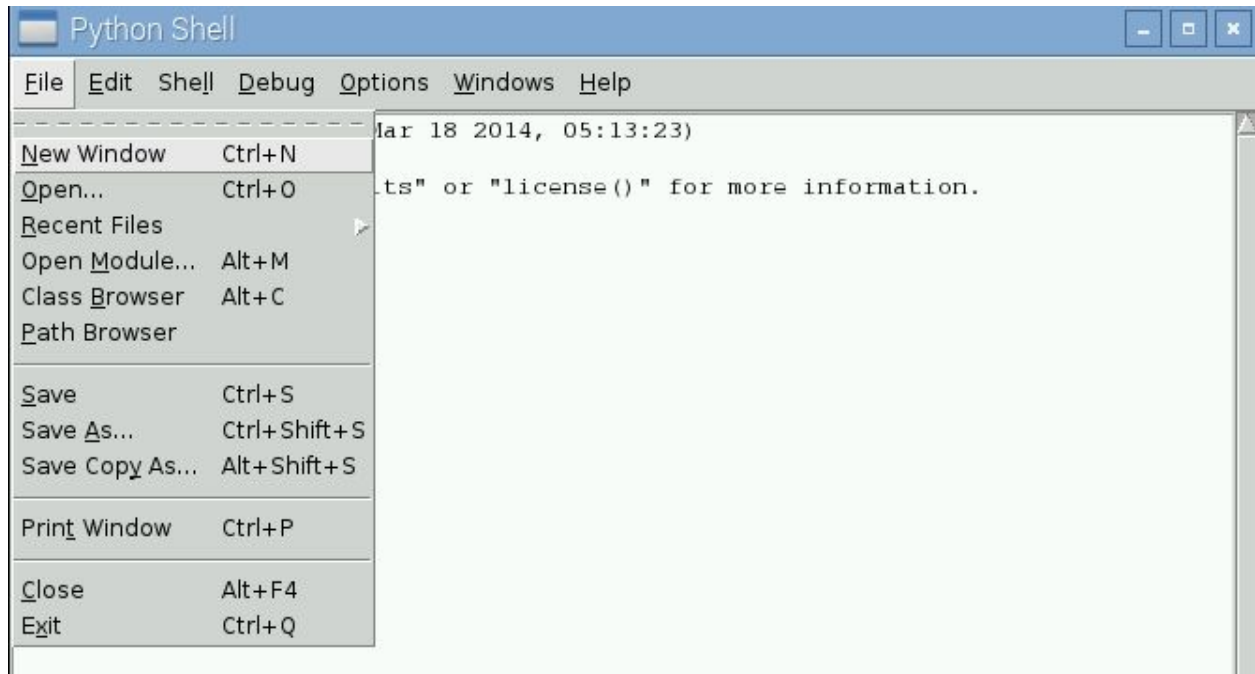 Python Shell
File Edit Shell Debug Options Windows Help
Mar 18 2014, 05:13:23)
New Window Ctrl+N
Open... Ctrl+O
its" or "license()" for more information.
Recent Files
Open Module... Alt+M
Class Browser Alt+C
Path Browser
Save Ctrl+S
Save As... Ctrl+Shift+S
Save Copy As... Alt+Shift+S
Print Window Ctrl+P
Close Alt+F4
Exit Ctrl+Q